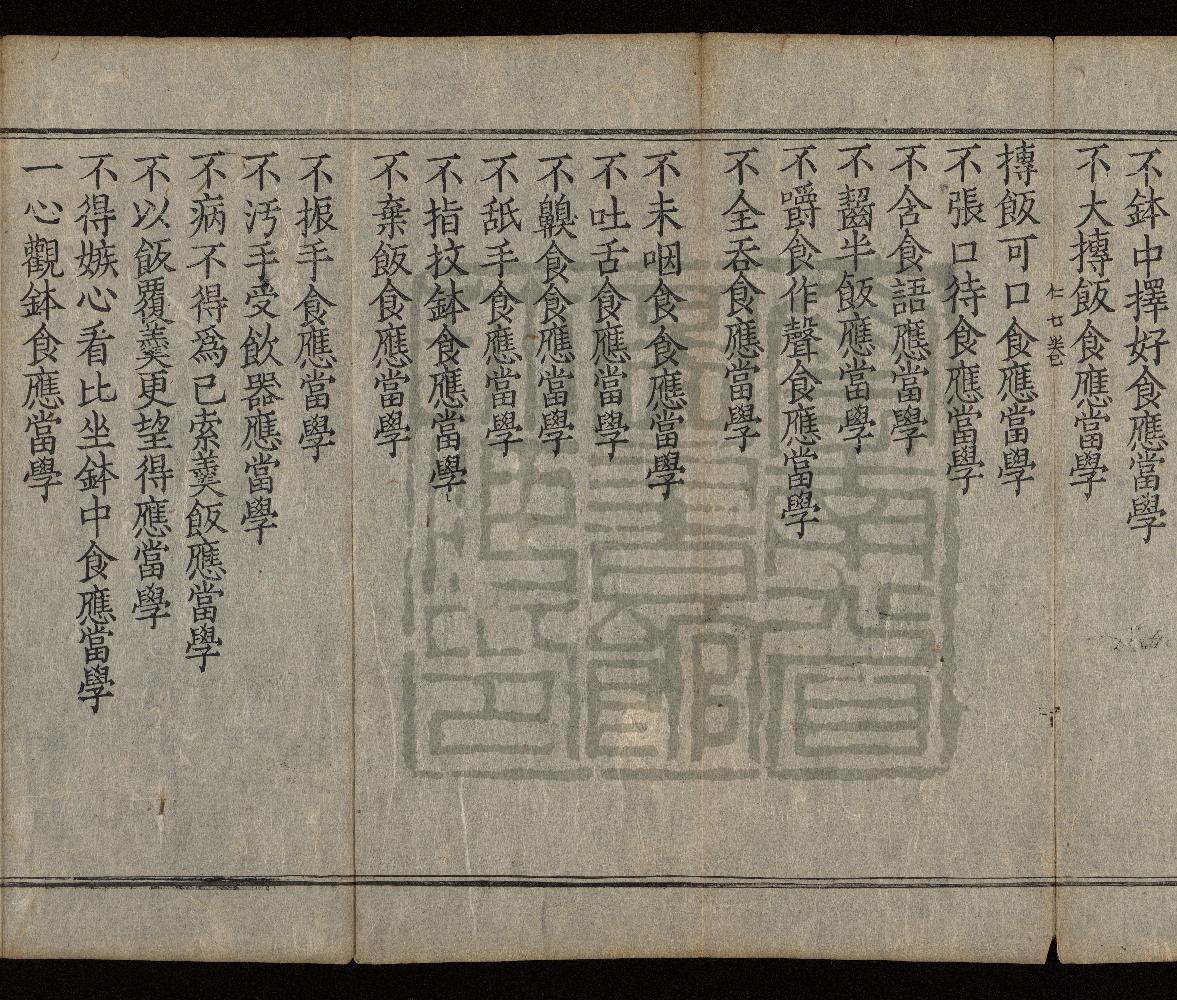 不鉢中擇好食應當學
不大摶飯食應當學
仁七
摶飯可口食應當學
不張口待食應當學
不含食語應當學
不齧半飯應當學
不嚼食作聲食應當學
不全吞食應當學
不未咽食食應當學
不吐舌食應當學
不齅食食應當學
不舐手食應當學
不指抆鉢食應當學
不棄飯食應當學
不振手食應當學
不汚手受飲器應當學
不病不得爲已索羹飯應當學
不以飯覆羹更望得應當學
不得嫉心看比坐鉢中食應當學
一心觀鉢食應當學